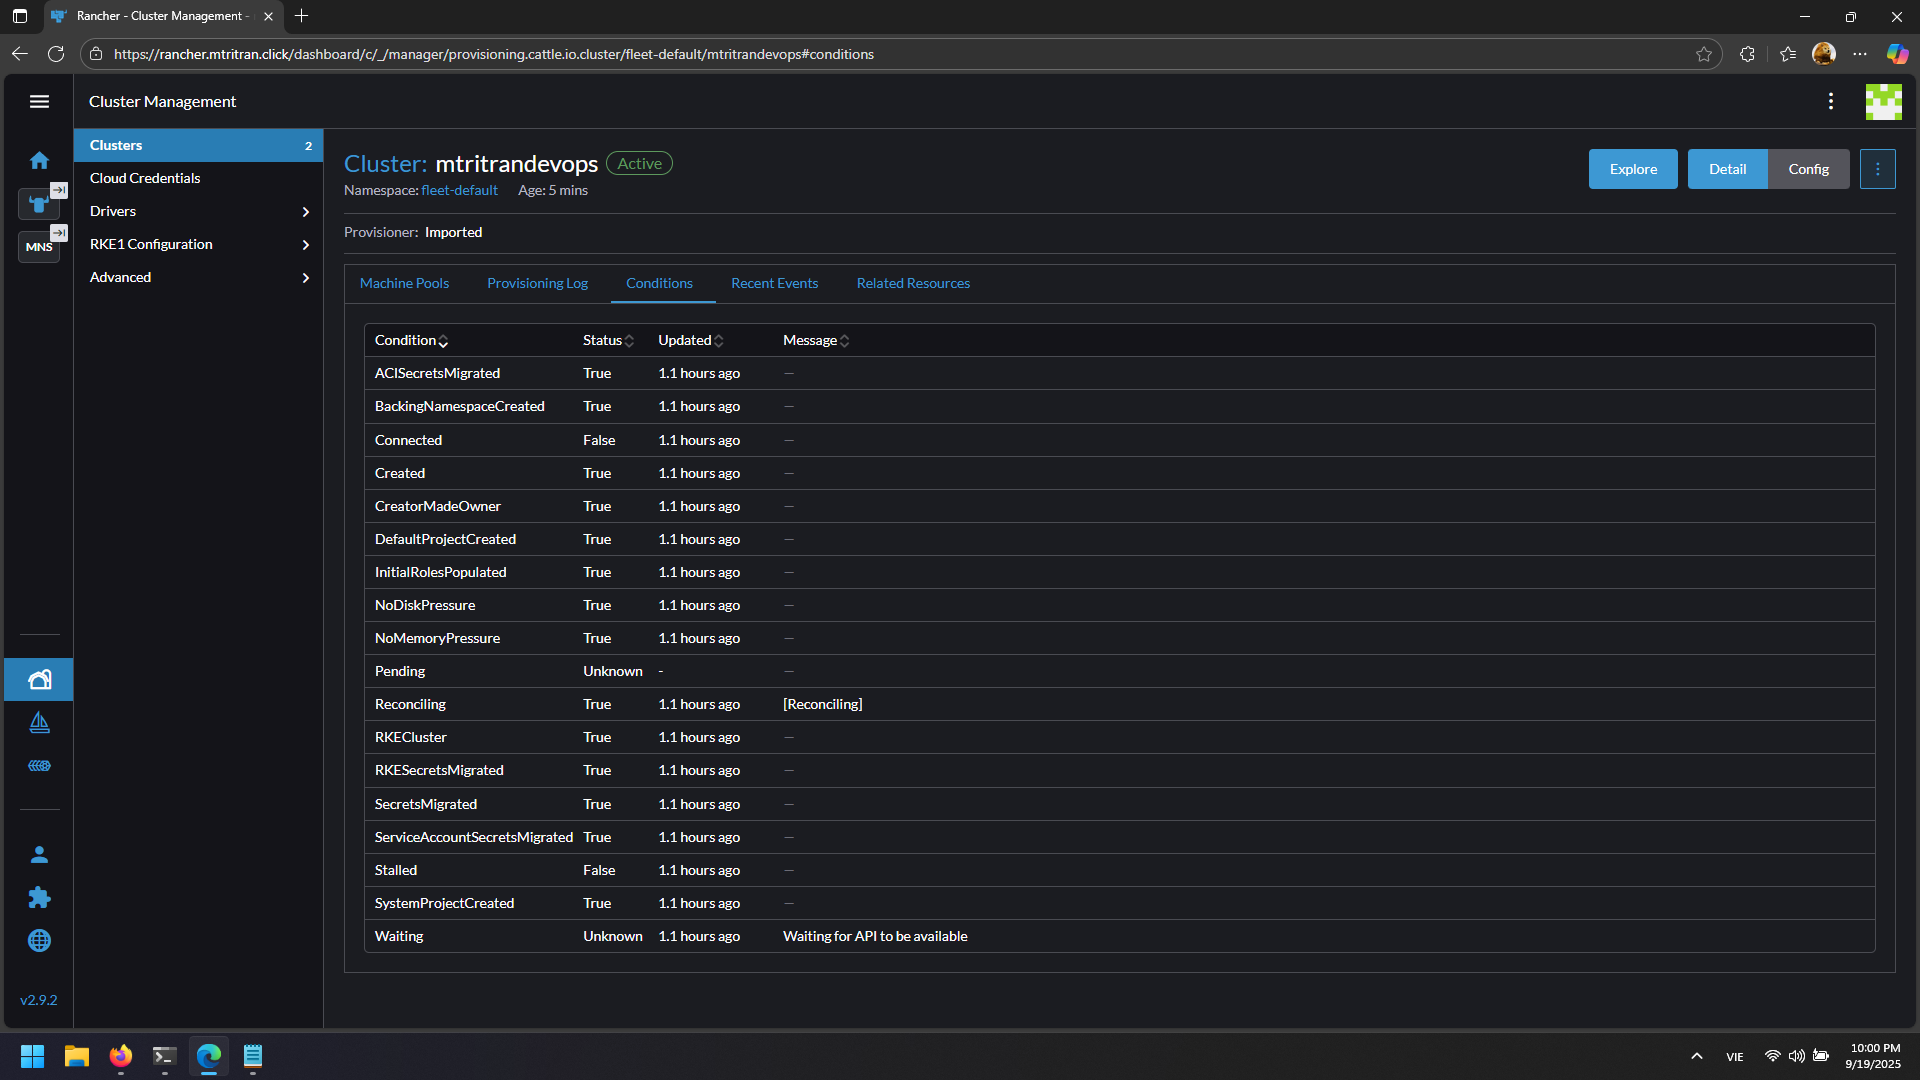 Rancher - Cluster Management -
https://rancher.mtritran.click/dashboard/c/_/manager/provisioning.cattle.io.cluster/fleet-default/mtritrandevops#conditions
Cluster Management
Clusters 2
Cloud Credentials
Drivers
RKE1 Configuration
Advanced
MNS
v2.9.2
Cluster: mtritrandevops Active
Namespace: fleet-default Age: 5 mins
Explore Detail Config
Provisioner: Imported
Machine Pools Provisioning Log Conditions Recent Events Related Resources
Condition Status Updated Message
ACISecretsMigrated True 1.1 hours ago —
BackingNamespaceCreated True 1.1 hours ago —
Connected False 1.1 hours ago —
Created True 1.1 hours ago —
CreatorMadeOwner True 1.1 hours ago —
DefaultProjectCreated True 1.1 hours ago —
InitialRolesPopulated True 1.1 hours ago —
NoDiskPressure True 1.1 hours ago —
NoMemoryPressure True 1.1 hours ago —
Pending Unknown - —
Reconciling True 1.1 hours ago [Reconciling]
RKECluster True 1.1 hours ago —
RKESecretsMigrated True 1.1 hours ago —
SecretsMigrated True 1.1 hours ago —
ServiceAccountSecretsMigrated True 1.1 hours ago —
Stalled False 1.1 hours ago —
SystemProjectCreated True 1.1 hours ago —
Waiting Unknown 1.1 hours ago Waiting for API to be available
VIE
10:00 PM
9/19/2025